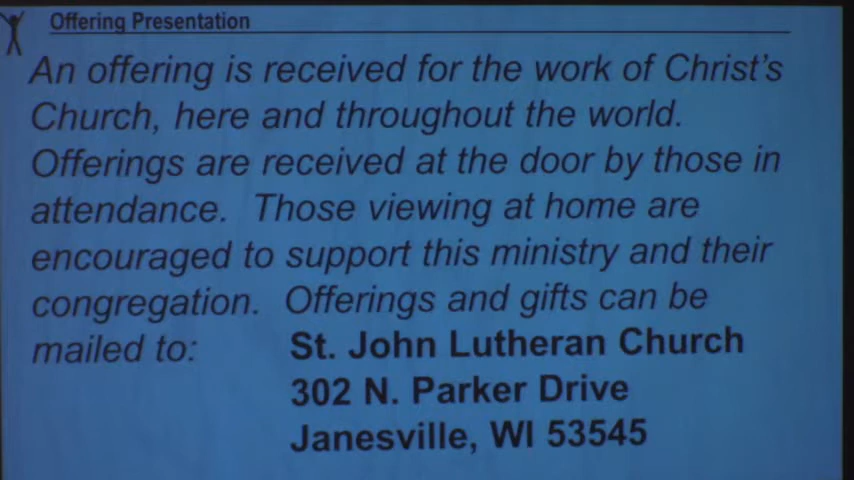 Offering Presentation
An offering is received for the work of Christ's
Church, here and throughout the world.
Offerings are received at the door by those in
attendance. Those viewing at home are
encouraged to support this ministry and their
congregation. Offerings and gifts can be
mailed to: St. John Lutheran Church
302 N. Parker Drive
Janesville, WI 53545